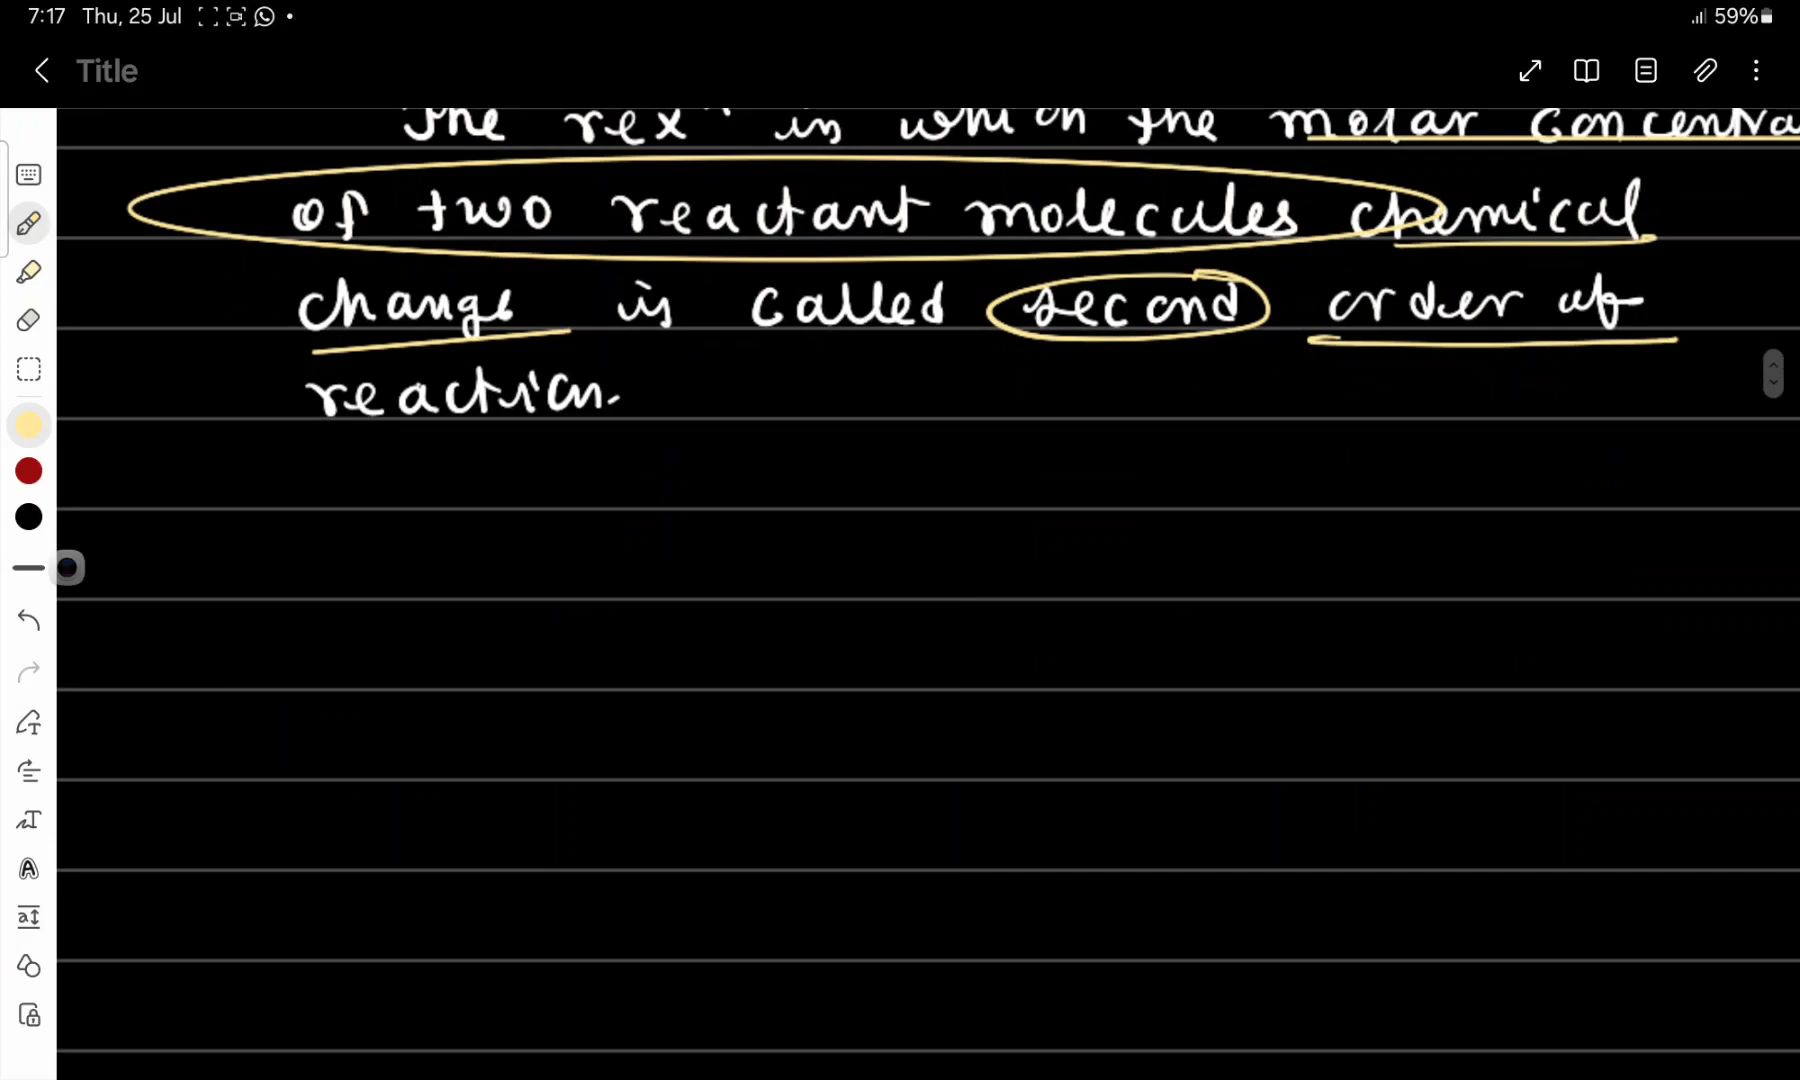 7:17 Thu, 25 Jul 59%
Title
The rexⁿ in which the molar concentra
of two reactant molecules chemical
change is called second order of
reaction.